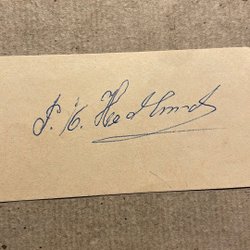 P. C. Hedlund